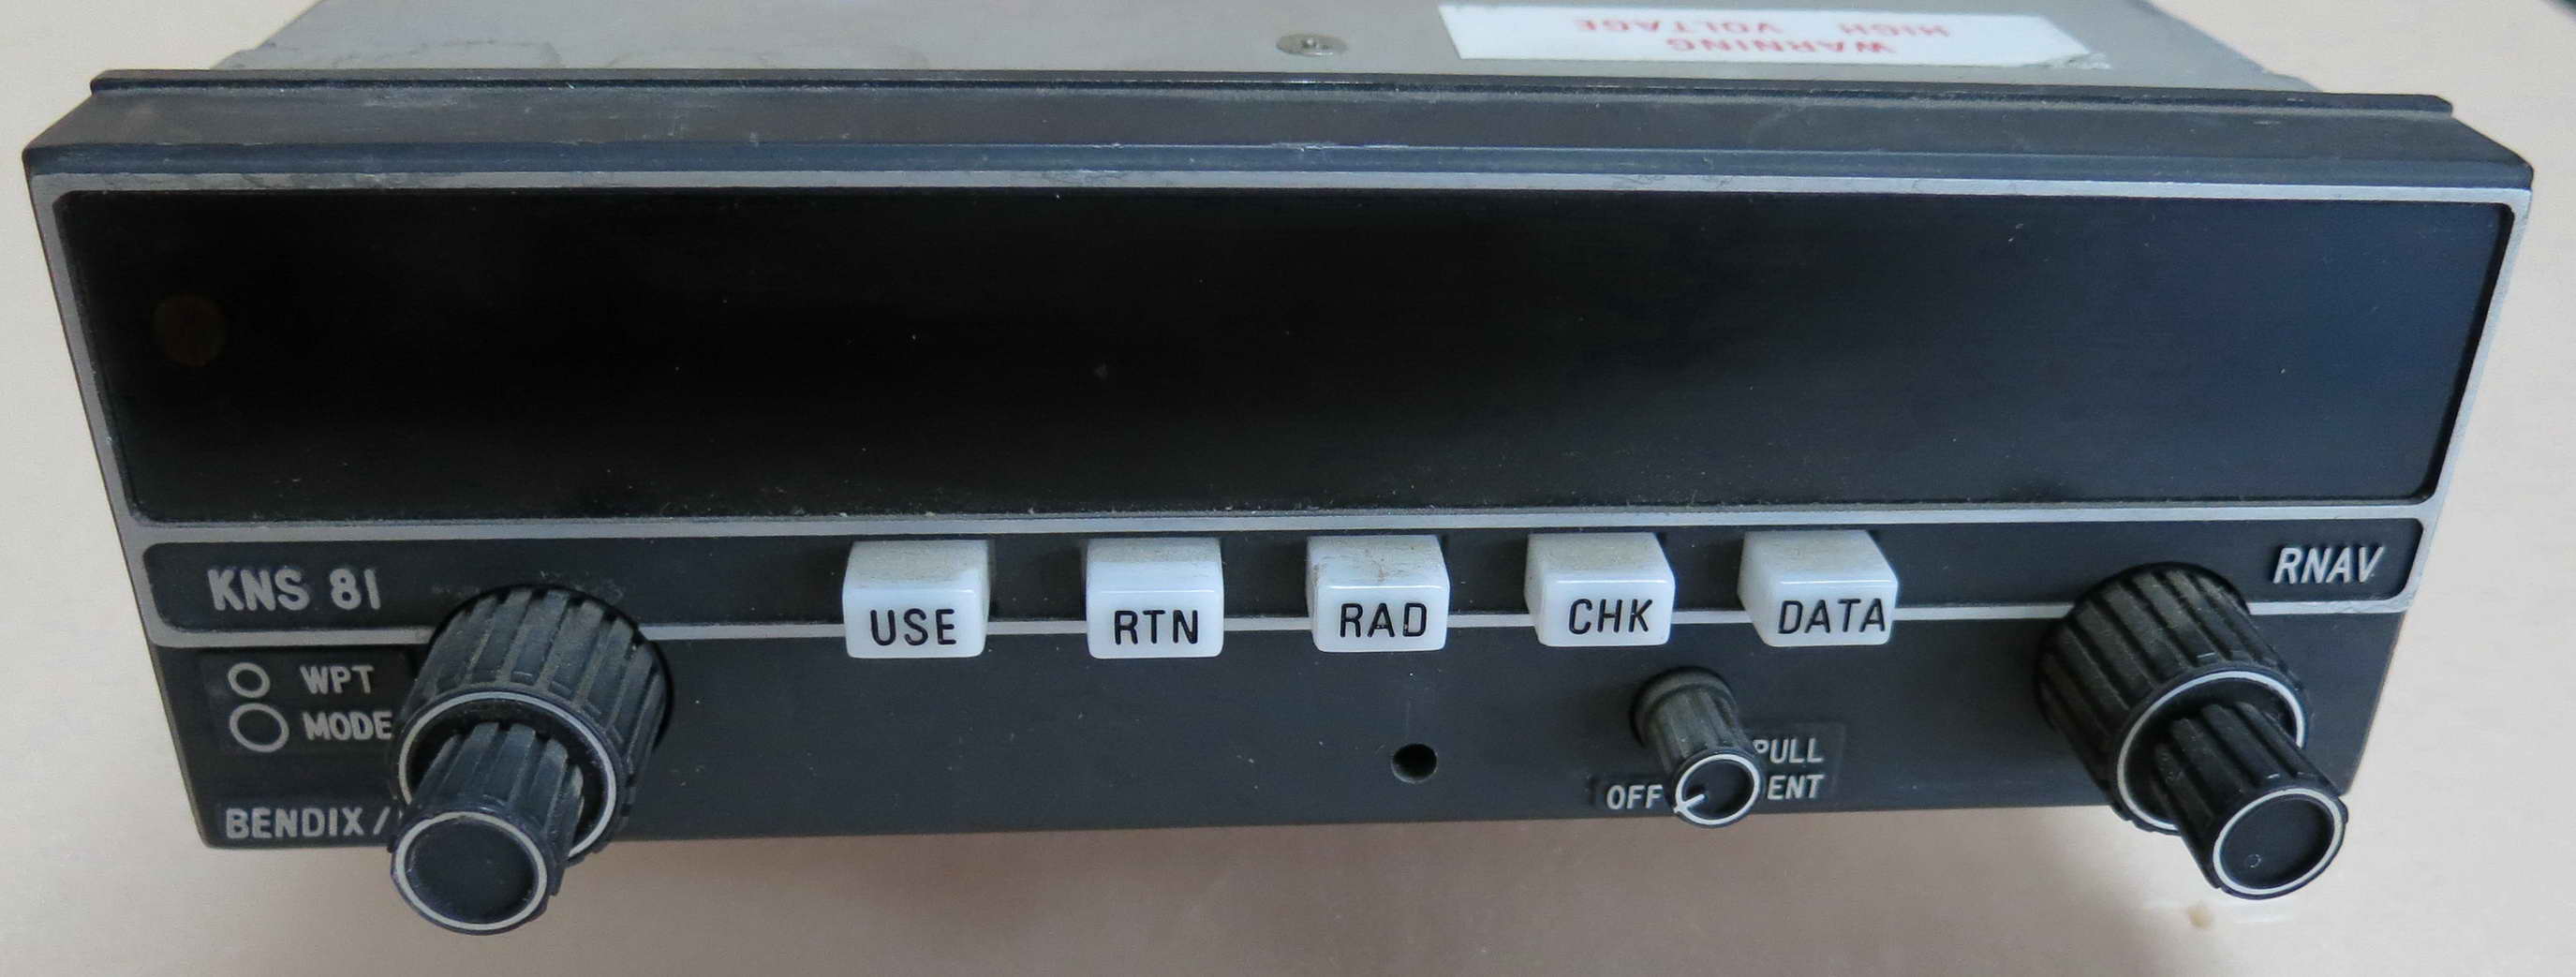 WARNING
HIGH VOLTAGE
KNS 81
USE
RTN
RAD
CHK
DATA
RNAV
WPT
MODE
PULL
OFF
ENT
BENDIX/